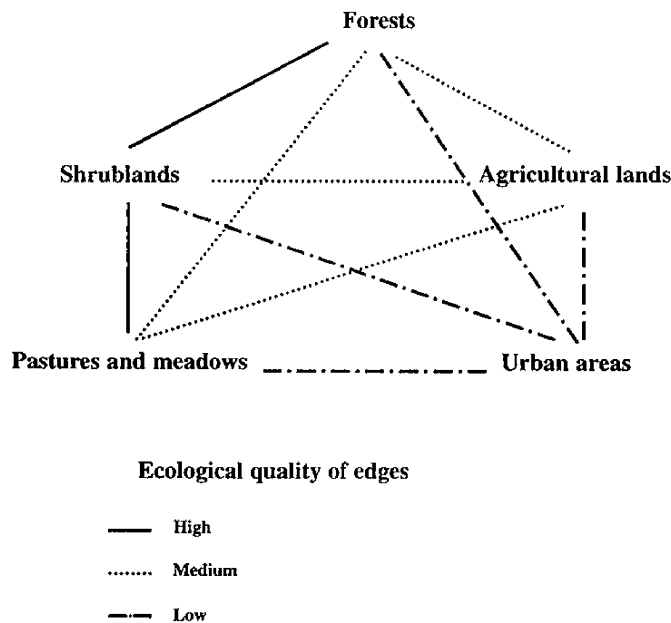 Forests
Shrublands
Agricultural lands
Pastures and meadows
Urban areas
Ecological quality of edges
High
Medium
Low